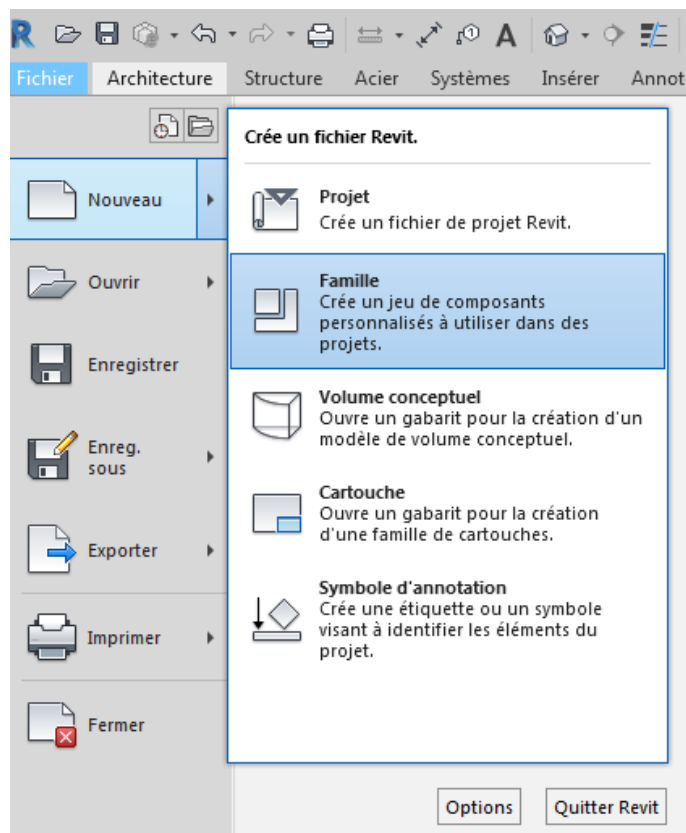 R A
Fichier Architecture Structure Acier Systèmes Insérer Annot
Crée un fichier Revit.
Nouveau
Projet
Crée un fichier de projet Revit.
Ouvrir
Famille
Crée un jeu de composants
personnalisés à utiliser dans des
projets.
Enregistrer
Volume conceptuel
Ouvre un gabarit pour la création d'un
modèle de volume conceptuel.
Enreg.
sous
Cartouche
Ouvre un gabarit pour la création
d'une famille de cartouches.
Exporter
Symbole d'annotation
Crée une étiquette ou un symbole
visant à identifier les éléments du
projet.
Imprimer
Fermer
Options Quitter Revit